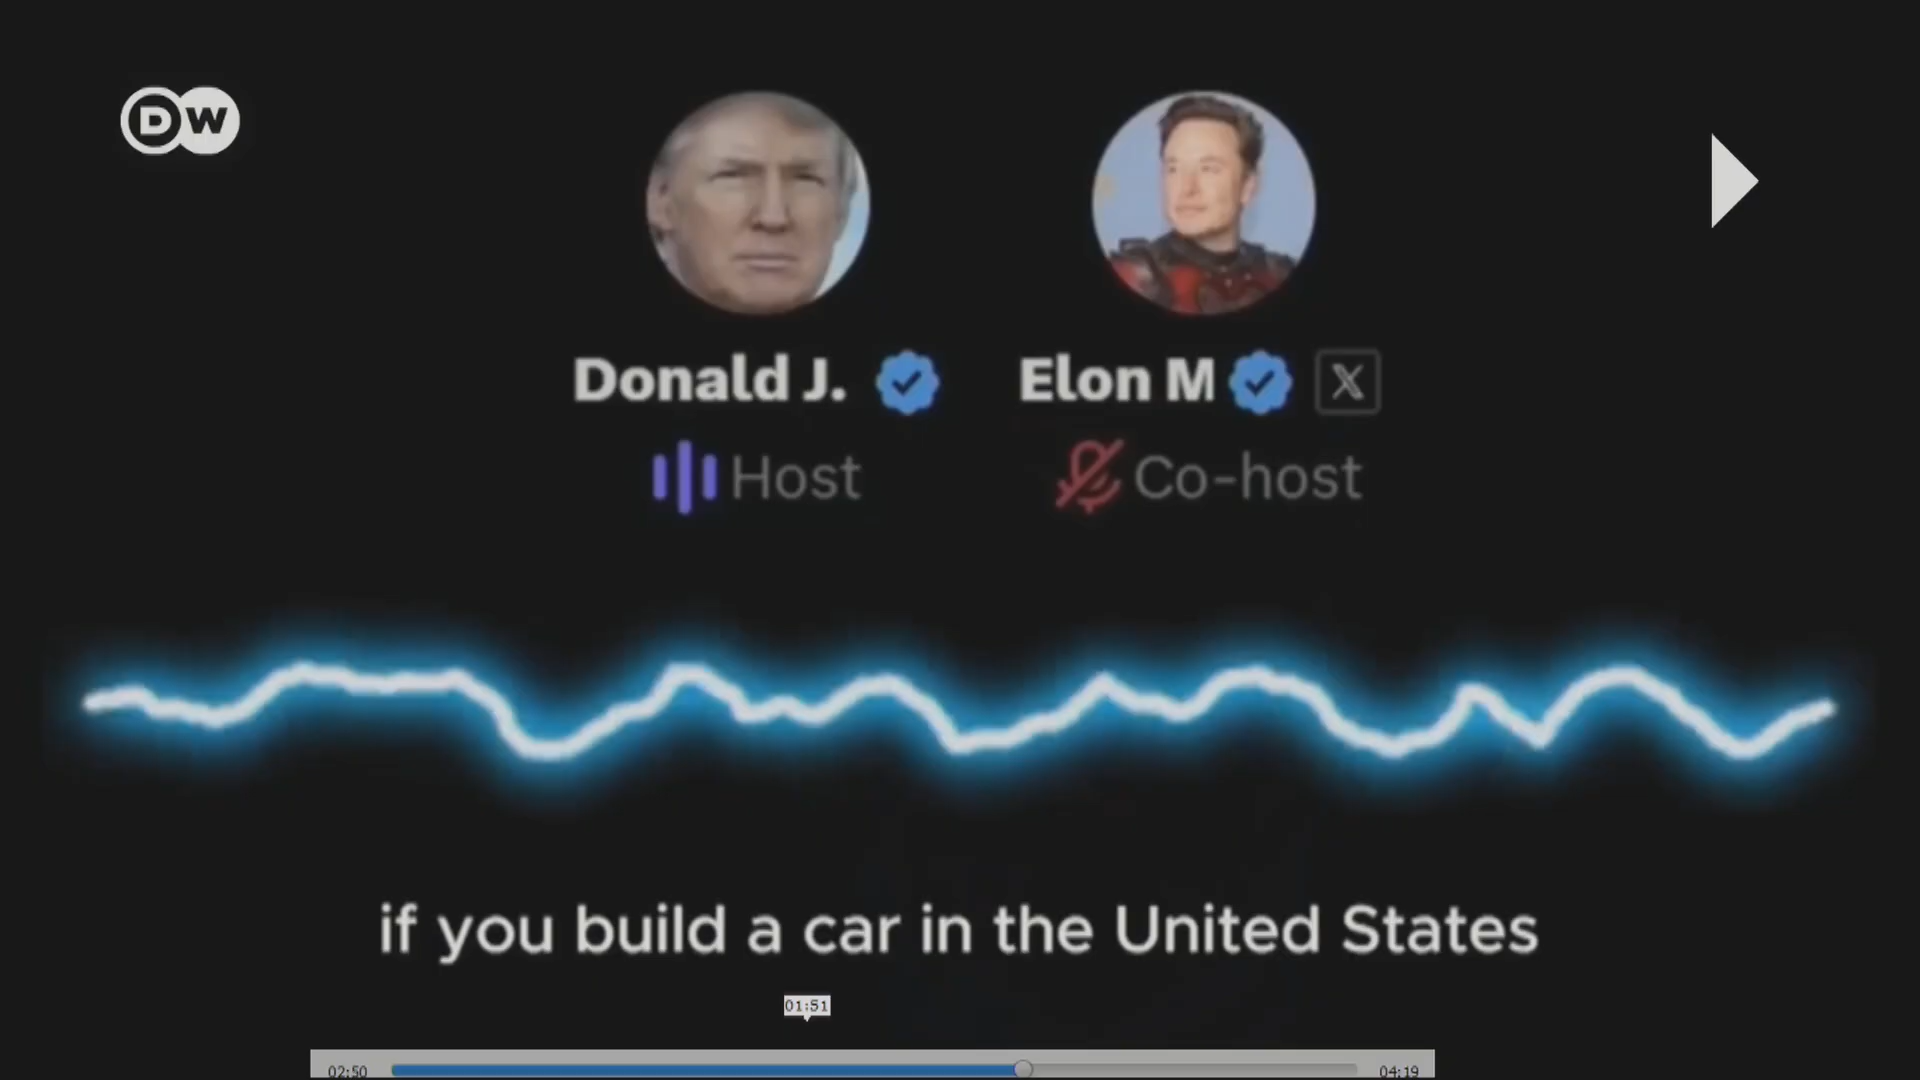 DW
Donald J.
Elon M
X
Host
Co-host
if you build a car in the United States
01:51
02:50
04:19